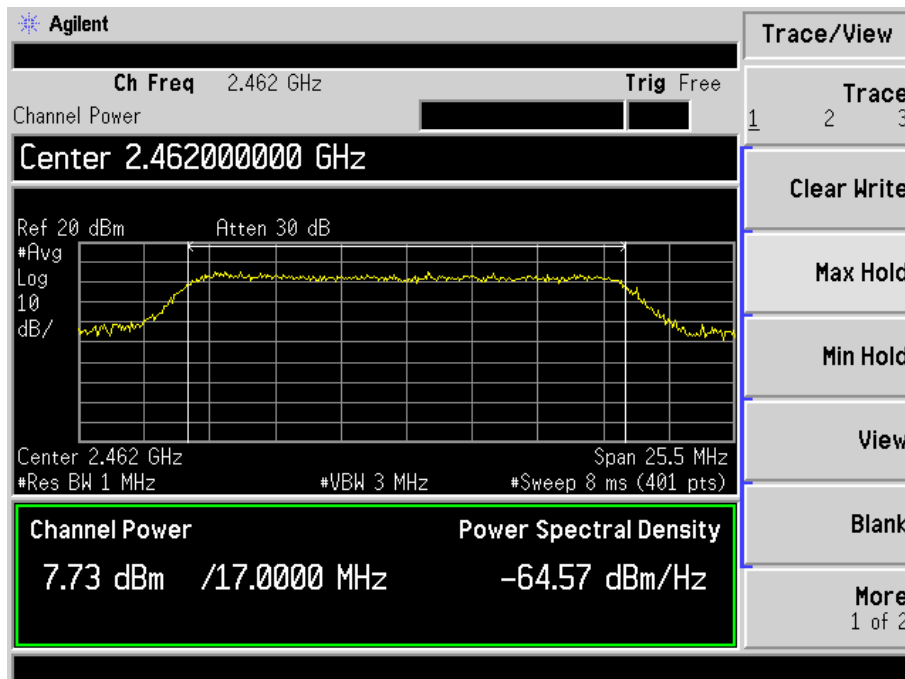 Agilent
Trace/View
Ch Freq 2.462 GHz Trig Free
Channel Power
Trace
1 2 3
Center 2.462000000 GHz
Clear Write
Ref 20 dBm Atten 30 dB
#Avg
Log
10
dB/
Max Hold
Min Hold
View
Center 2.462 GHz Span 25.5 MHz
#Res BW 1 MHz #VBW 3 MHz #Sweep 8 ms (401 pts)
Channel Power Power Spectral Density
7.73 dBm /17.0000 MHz -64.57 dBm/Hz
Blank
More
1 of 2